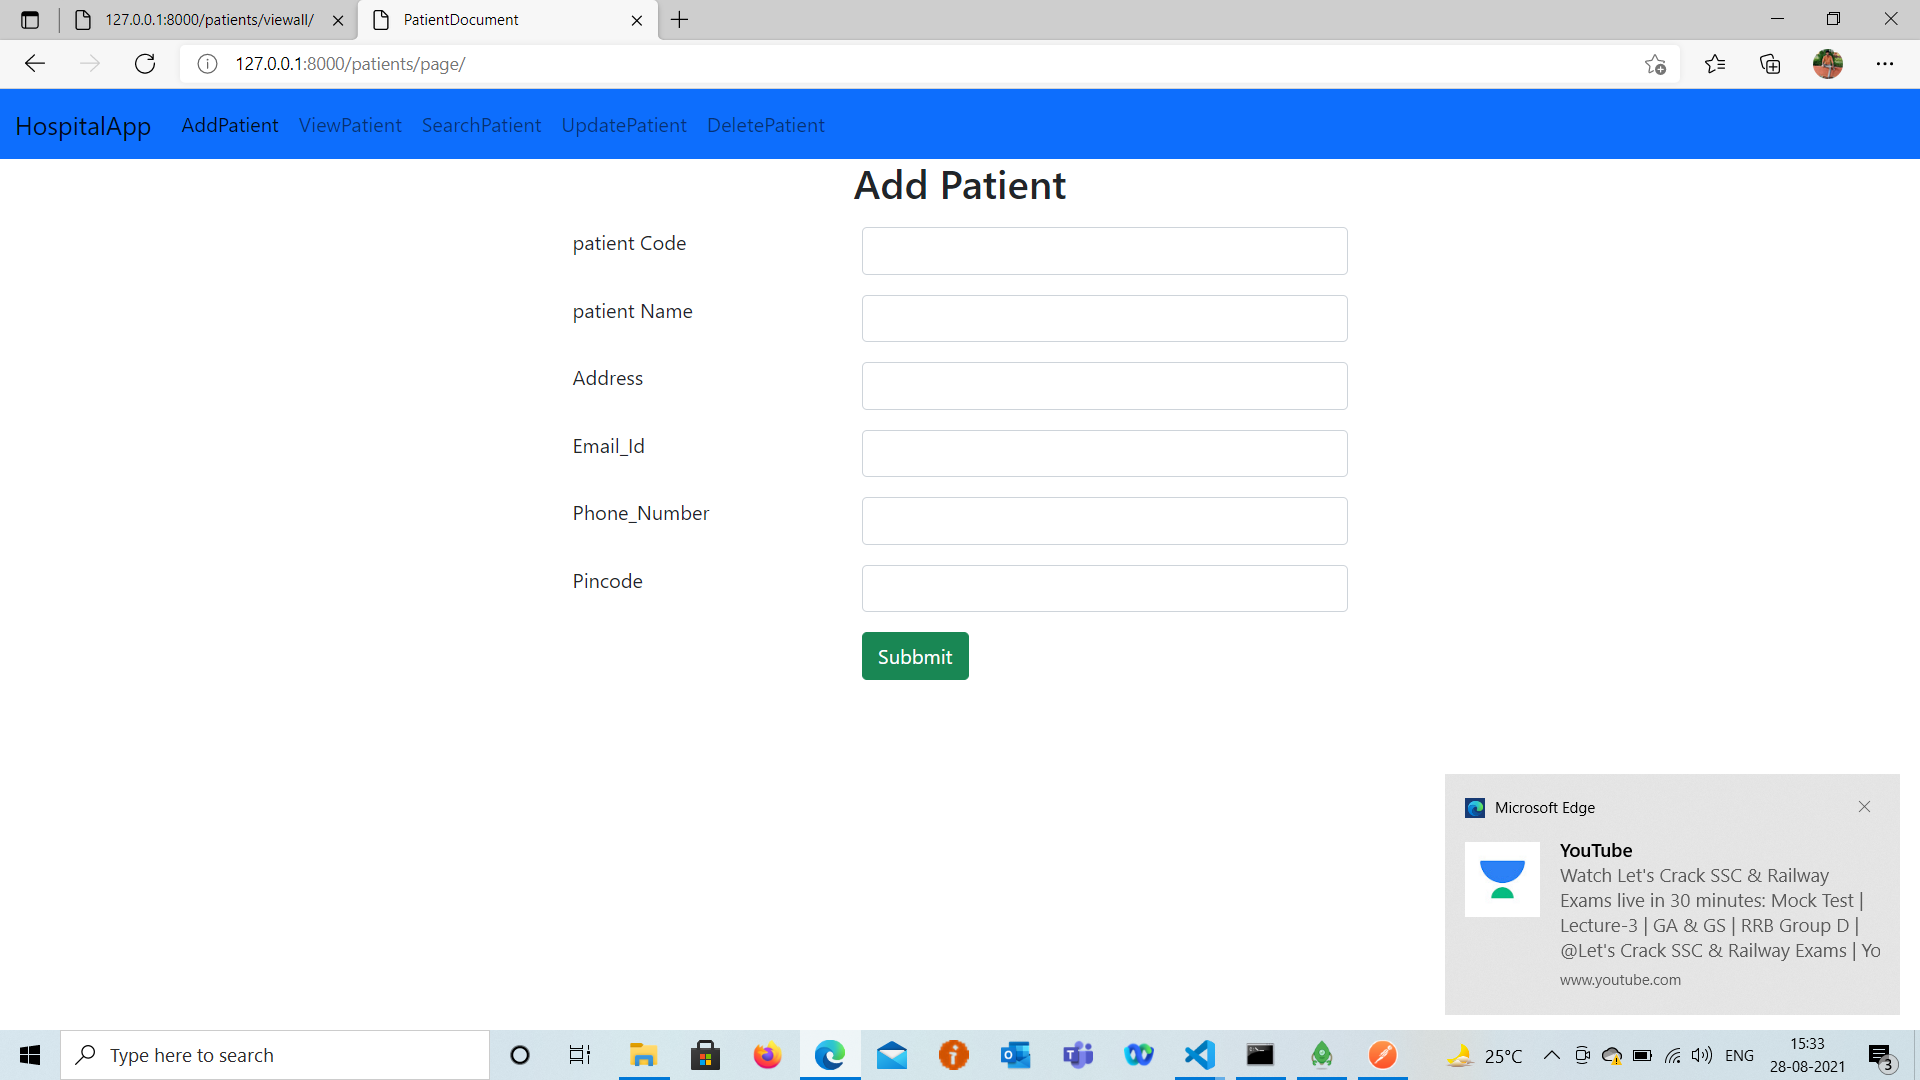 127.0.0.1:8000/patients/viewall/
PatientDocument
127.0.0.1:8000/patients/page/
HospitalApp AddPatient ViewPatient SearchPatient UpdatePatient DeletePatient
Add Patient
patient Code
patient Name
Address
Email_Id
Phone_Number
Pincode
Subbmit
Microsoft Edge
YouTube
Watch Let's Crack SSC & Railway
Exams live in 30 minutes: Mock Test |
Lecture-3 | GA & GS | RRB Group D |
@Let's Crack SSC & Railway Exams | Yo
www.youtube.com
Type here to search
25°C
ENG
15:33
28-08-2021
3